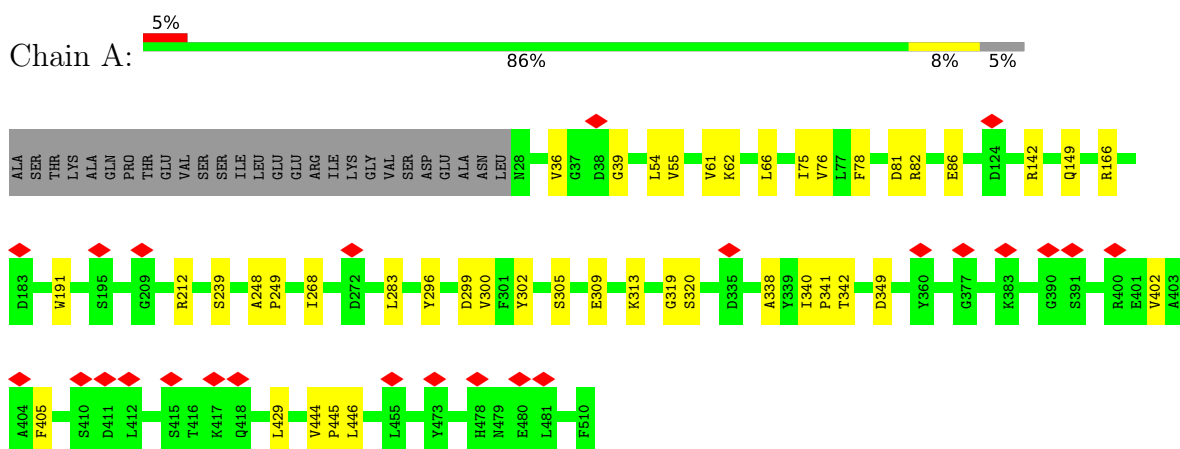 5%
Chain A:
86% 8% 5%
ALA SER THR LYS ALA GLN PRO THR GLU VAL SER SER ILE LEU GLU GLU ARG ILE LYS GLY VAL SER ASP GLU ALA ASN LEU N28 V36 G37 D38 G39 L54 V55 V61 K62 L66 I75 V76 L77 F78 D81 R82 E86 D124 R142 Q149 R166
D183 W191 S195 G209 R212 S239 A248 P249 I268 D272 L283 Y296 D299 V300 F301 Y302 S305 E309 K313 G319 S320 D335 A338 Y339 I340 P341 T342 D349 Y360 G377 K383 G390 S391 R400 E401 V402 A403
A404 F405 S410 D411 L412 S415 T416 K417 Q418 L429 V444 P445 L446 L455 Y473 H478 N479 E480 L481 F510